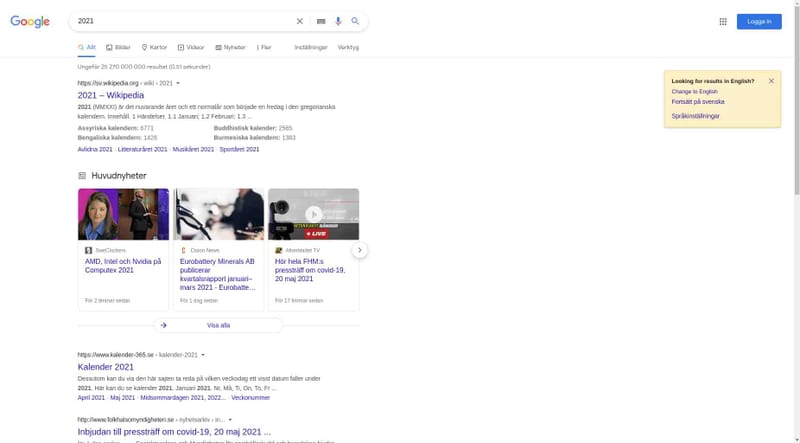 Google
2021
Logga in
Allt
Bilder
Kartor
Videor
Nyheter
Fler
Inställningar
Verktyg
Ungefär 25 270 000 000 resultat (0,51 sekunder)
https://sv.wikipedia.org › wiki › 2021
2021 – Wikipedia
2021 (MMXXI) är det nuvarande året och ett normalår som började en fredag i den gregorianska
kalendern. Innehåll. 1 Händelser. 1.1 Januari; 1.2 Februari; 1.3 ...
Assyriska kalendern: 6771
Buddhistisk kalender: 2565
Bengaliska kalendern: 1428
Burmesiska kalendern: 1383
Avlidna 2021 · Litteraturåret 2021 · Musikåret 2021 · Sportåret 2021
Looking for results in English?
Change to English
Fortsätt på svenska
Språkinställningar
Huvudnyheter
LIVE
SweClockers
AMD, Intel och Nvidia på
Computex 2021
För 2 timmar sedan
Cision News
Eurobattery Minerals AB
publicerar
kvartalsrapport januari–
mars 2021 - Eurobatte...
För 1 dag sedan
Aftonbladet TV
Hör hela FHM:s
pressträff om covid-19,
20 maj 2021
För 17 timmar sedan
Visa alla
https://www.kalender-365.se › kalender-2021
Kalender 2021
Dessutom kan du via den här sajten ta reda på vilken veckodag ett visst datum faller under
2021. Här kan du se kalender 2021. Januari 2021. Nr, Må, Ti, On, To, Fr ...
April 2021 · Maj 2021 · Midsommardagen 2021, 2022... · Veckonummer
http://www.folkhalsomyndigheten.se › nyhetsarkiv › in...
Inbjudan till pressträff om covid-19, 20 maj 2021 ...